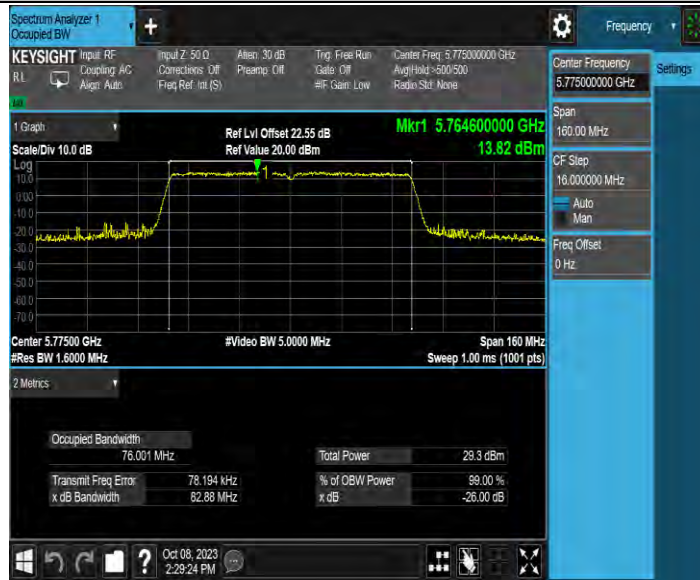 Spectrum Analyzer 1
Occupied BW
Frequency
KEYSIGHT Input: RF
RL
Coupling: AC
Align: Auto
Input Z: 50 Ω
Corrections: Off
Freq Ref: Int (S)
Atten: 30 dB
Preamp: Off
Trig: Free Run
Gate: Off
#IF Gain: Low
Center Freq: 5.775000000 GHz
Avg|Hold:>500/500
Radio Std: None
Center Frequency
5.775000000 GHz
Settings
Span
160.00 MHz
CF Step
16.000000 MHz
Auto
Man
Freq Offset
0 Hz
1 Graph
Scale/Div 10.0 dB
Ref Lvl Offset 22.55 dB
Ref Value 20.00 dBm
Mkr1 5.764600000 GHz
13.82 dBm
Log
10.0
0.00
-10.0
-20.0
-30.0
-40.0
-50.0
-60.0
-70.0
1
Center 5.77500 GHz
#Video BW 5.0000 MHz
Span 160 MHz
#Res BW 1.6000 MHz
Sweep 1.00 ms (1001 pts)
2 Metrics
Occupied Bandwidth
76.001 MHz
Total Power 29.3 dBm
Transmit Freq Error 78.194 kHz
% of OBW Power 99.00 %
x dB Bandwidth 82.88 MHz
x dB -26.00 dB
?
Oct 08, 2023
2:29:24 PM